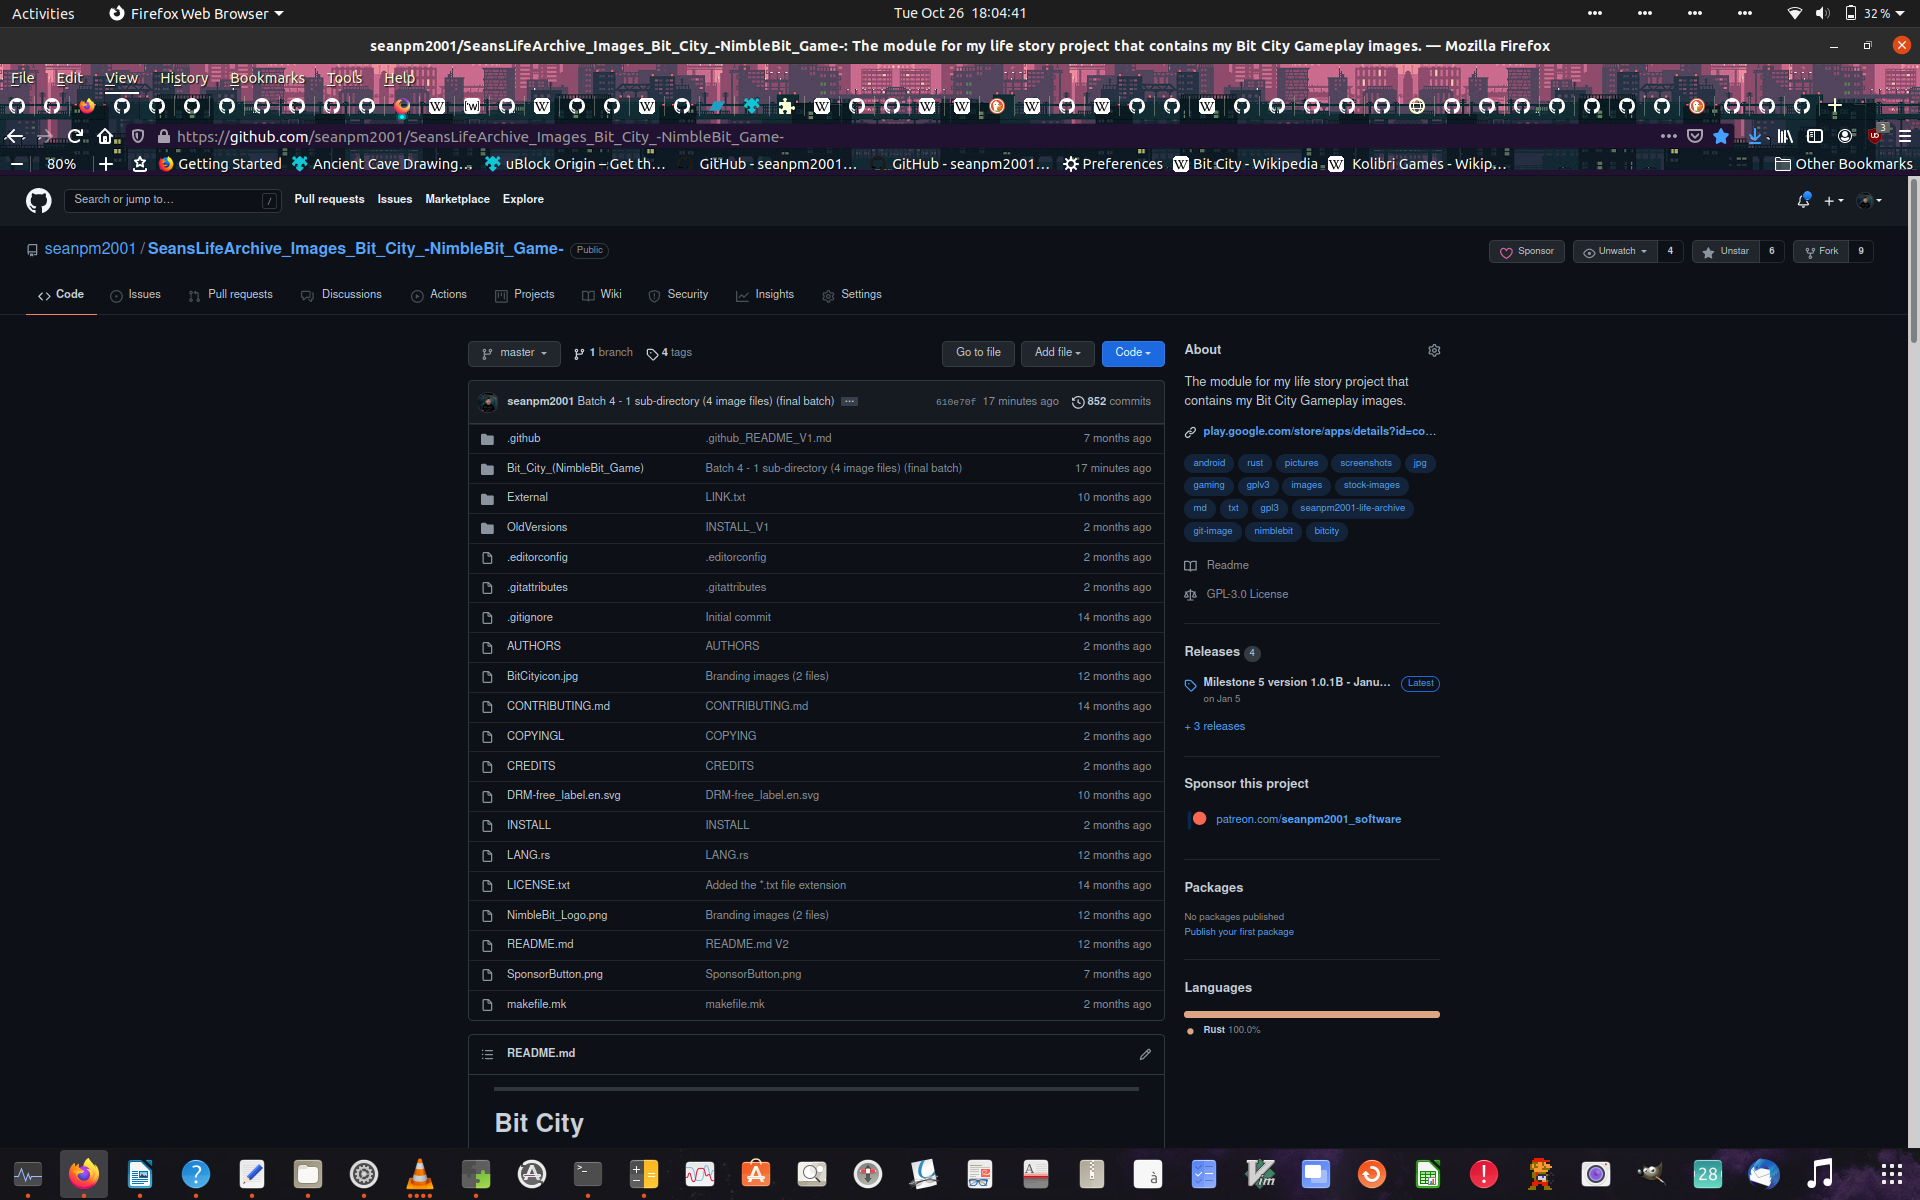 Activities Firefox Web Browser Tue Oct 26 18:04:41 32 %
seanpm2001/SeansLifeArchive_Images_Bit_City_-NimbleBit_Game-: The module for my life story project that contains my Bit City Gameplay images. — Mozilla Firefox
File Edit View History Bookmarks Tools Help
https://github.com/seanpm2001/SeansLifeArchive_Images_Bit_City_-NimbleBit_Game- 3
80% Getting Started Ancient Cave Drawing… uBlock Origin – Get th… GitHub - seanpm2001… GitHub - seanpm2001… Preferences Bit City - Wikipedia Kolibri Games - Wikip… Other Bookmarks
Search or jump to… / Pull requests Issues Marketplace Explore
seanpm2001 / SeansLifeArchive_Images_Bit_City_-NimbleBit_Game- Public Sponsor Unwatch 4 Unstar 6 Fork 9
Code Issues Pull requests Discussions Actions Projects Wiki Security Insights Settings
master 1 branch 4 tags Go to file Add file Code
seanpm2001 Batch 4 - 1 sub-directory (4 image files) (final batch) ... 610e70f 17 minutes ago 852 commits
.github .github_README_V1.md 7 months ago
Bit_City_(NimbleBit_Game) Batch 4 - 1 sub-directory (4 image files) (final batch) 17 minutes ago
External LINK.txt 10 months ago
OldVersions INSTALL_V1 2 months ago
.editorconfig .editorconfig 2 months ago
.gitattributes .gitattributes 2 months ago
.gitignore Initial commit 14 months ago
AUTHORS AUTHORS 2 months ago
BitCityicon.jpg Branding images (2 files) 12 months ago
CONTRIBUTING.md CONTRIBUTING.md 14 months ago
COPYINGL COPYING 2 months ago
CREDITS CREDITS 2 months ago
DRM-free_label.en.svg DRM-free_label.en.svg 10 months ago
INSTALL INSTALL 2 months ago
LANG.rs LANG.rs 12 months ago
LICENSE.txt Added the *.txt file extension 14 months ago
NimbleBit_Logo.png Branding images (2 files) 12 months ago
README.md README.md V2 12 months ago
SponsorButton.png SponsorButton.png 7 months ago
makefile.mk makefile.mk 2 months ago
README.md
Bit City
About
The module for my life story project that
contains my Bit City Gameplay images.
play.google.com/store/apps/details?id=co…
android rust pictures screenshots jpg
gaming gplv3 images stock-images
md txt gpl3 seanpm2001-life-archive
git-image nimblebit bitcity
Readme
GPL-3.0 License
Releases 4
Milestone 5 version 1.0.1B - Janu… Latest
on Jan 5
+ 3 releases
Sponsor this project
patreon.com/seanpm2001_software
Packages
No packages published
Publish your first package
Languages
Rust 100.0%
28